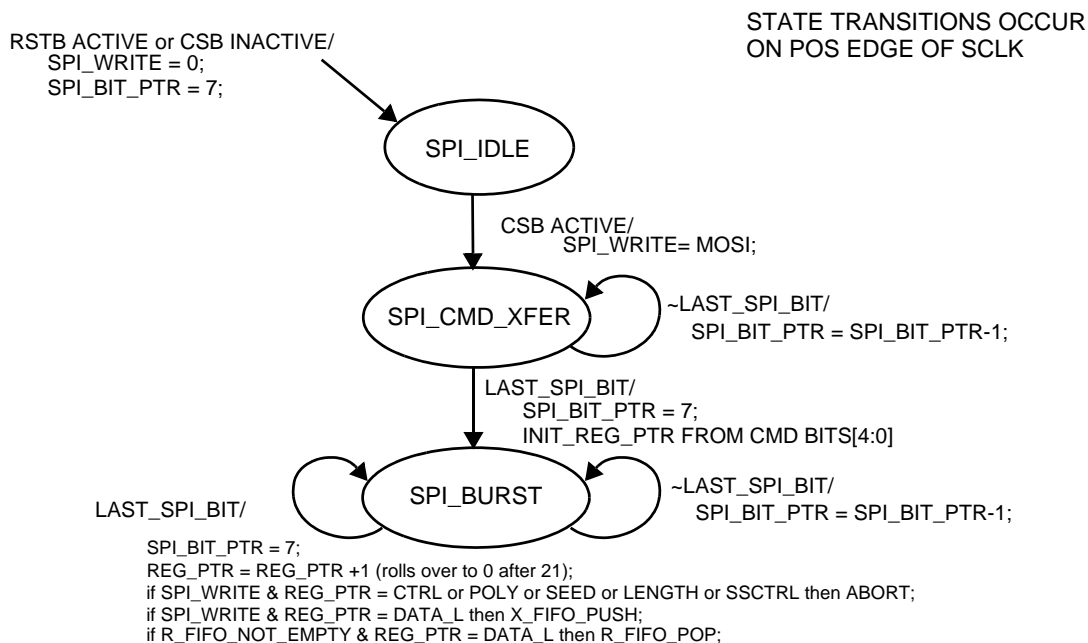 STATE TRANSITIONS OCCUR
ON POS EDGE OF SCLK
RSTB ACTIVE or CSB INACTIVE/
SPI_WRITE = 0;
SPI_BIT_PTR = 7;
SPI_IDLE
CSB ACTIVE/
SPI_WRITE= MOSI;
SPI_CMD_XFER
~LAST_SPI_BIT/
SPI_BIT_PTR = SPI_BIT_PTR-1;
LAST_SPI_BIT/
SPI_BIT_PTR = 7;
INIT_REG_PTR FROM CMD BITS[4:0]
SPI_BURST
~LAST_SPI_BIT/
SPI_BIT_PTR = SPI_BIT_PTR-1;
LAST_SPI_BIT/
SPI_BIT_PTR = 7;
REG_PTR = REG_PTR +1 (rolls over to 0 after 21);
if SPI_WRITE & REG_PTR = CTRL or POLY or SEED or LENGTH or SSCTRL then ABORT;
if SPI_WRITE & REG_PTR = DATA_L then X_FIFO_PUSH;
if R_FIFO_NOT_EMPTY & REG_PTR = DATA_L then R_FIFO_POP;